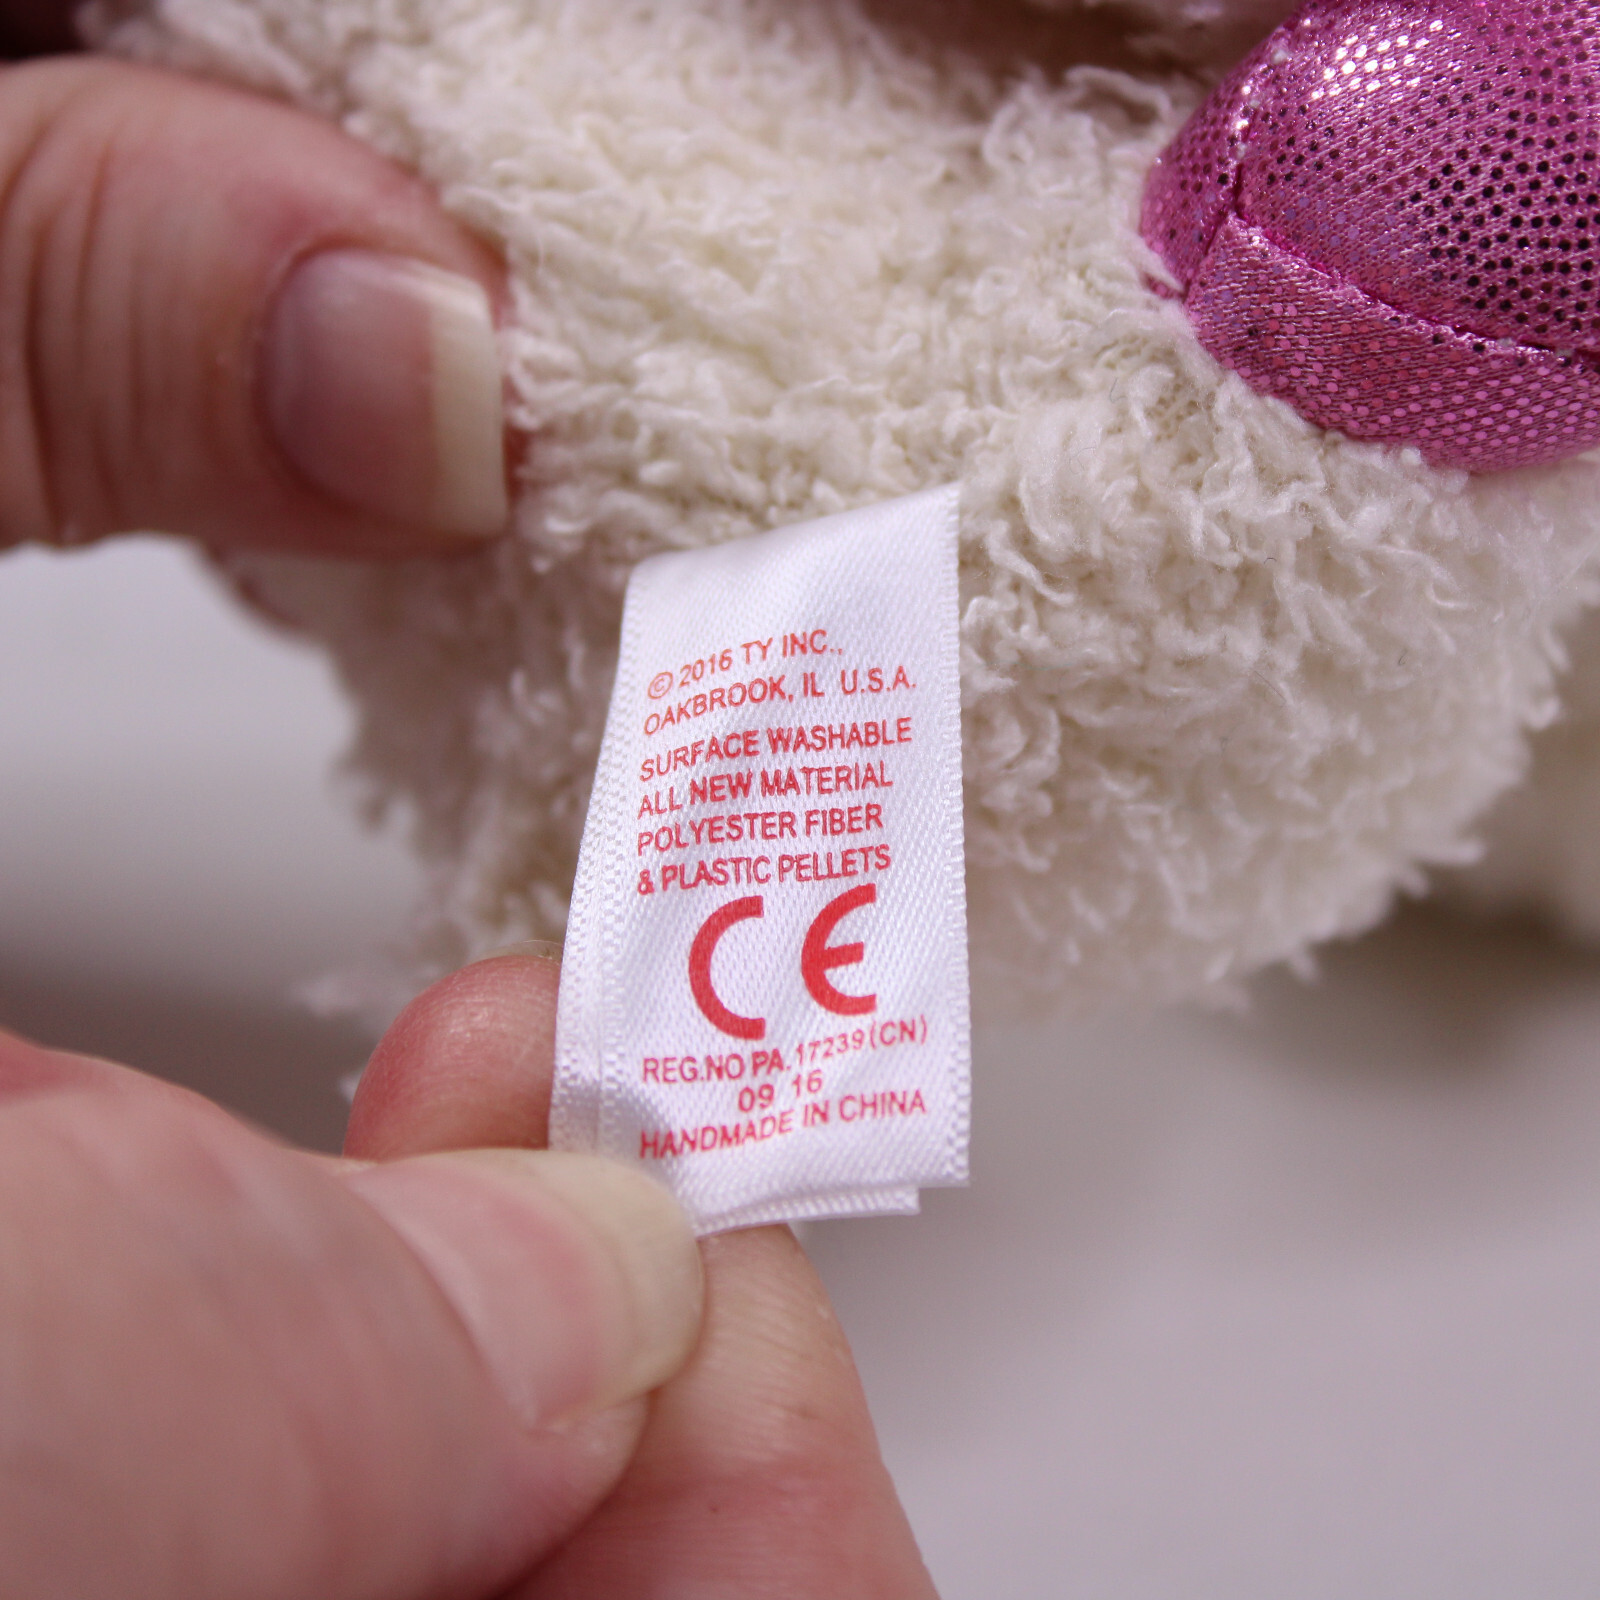 © 2016 TY INC.,
OAKBROOK, IL U.S.A.
SURFACE WASHABLE
ALL NEW MATERIAL
POLYESTER FIBER
& PLASTIC PELLETS
CE
REG.NO PA.17239(CN)
09 16
HANDMADE IN CHINA